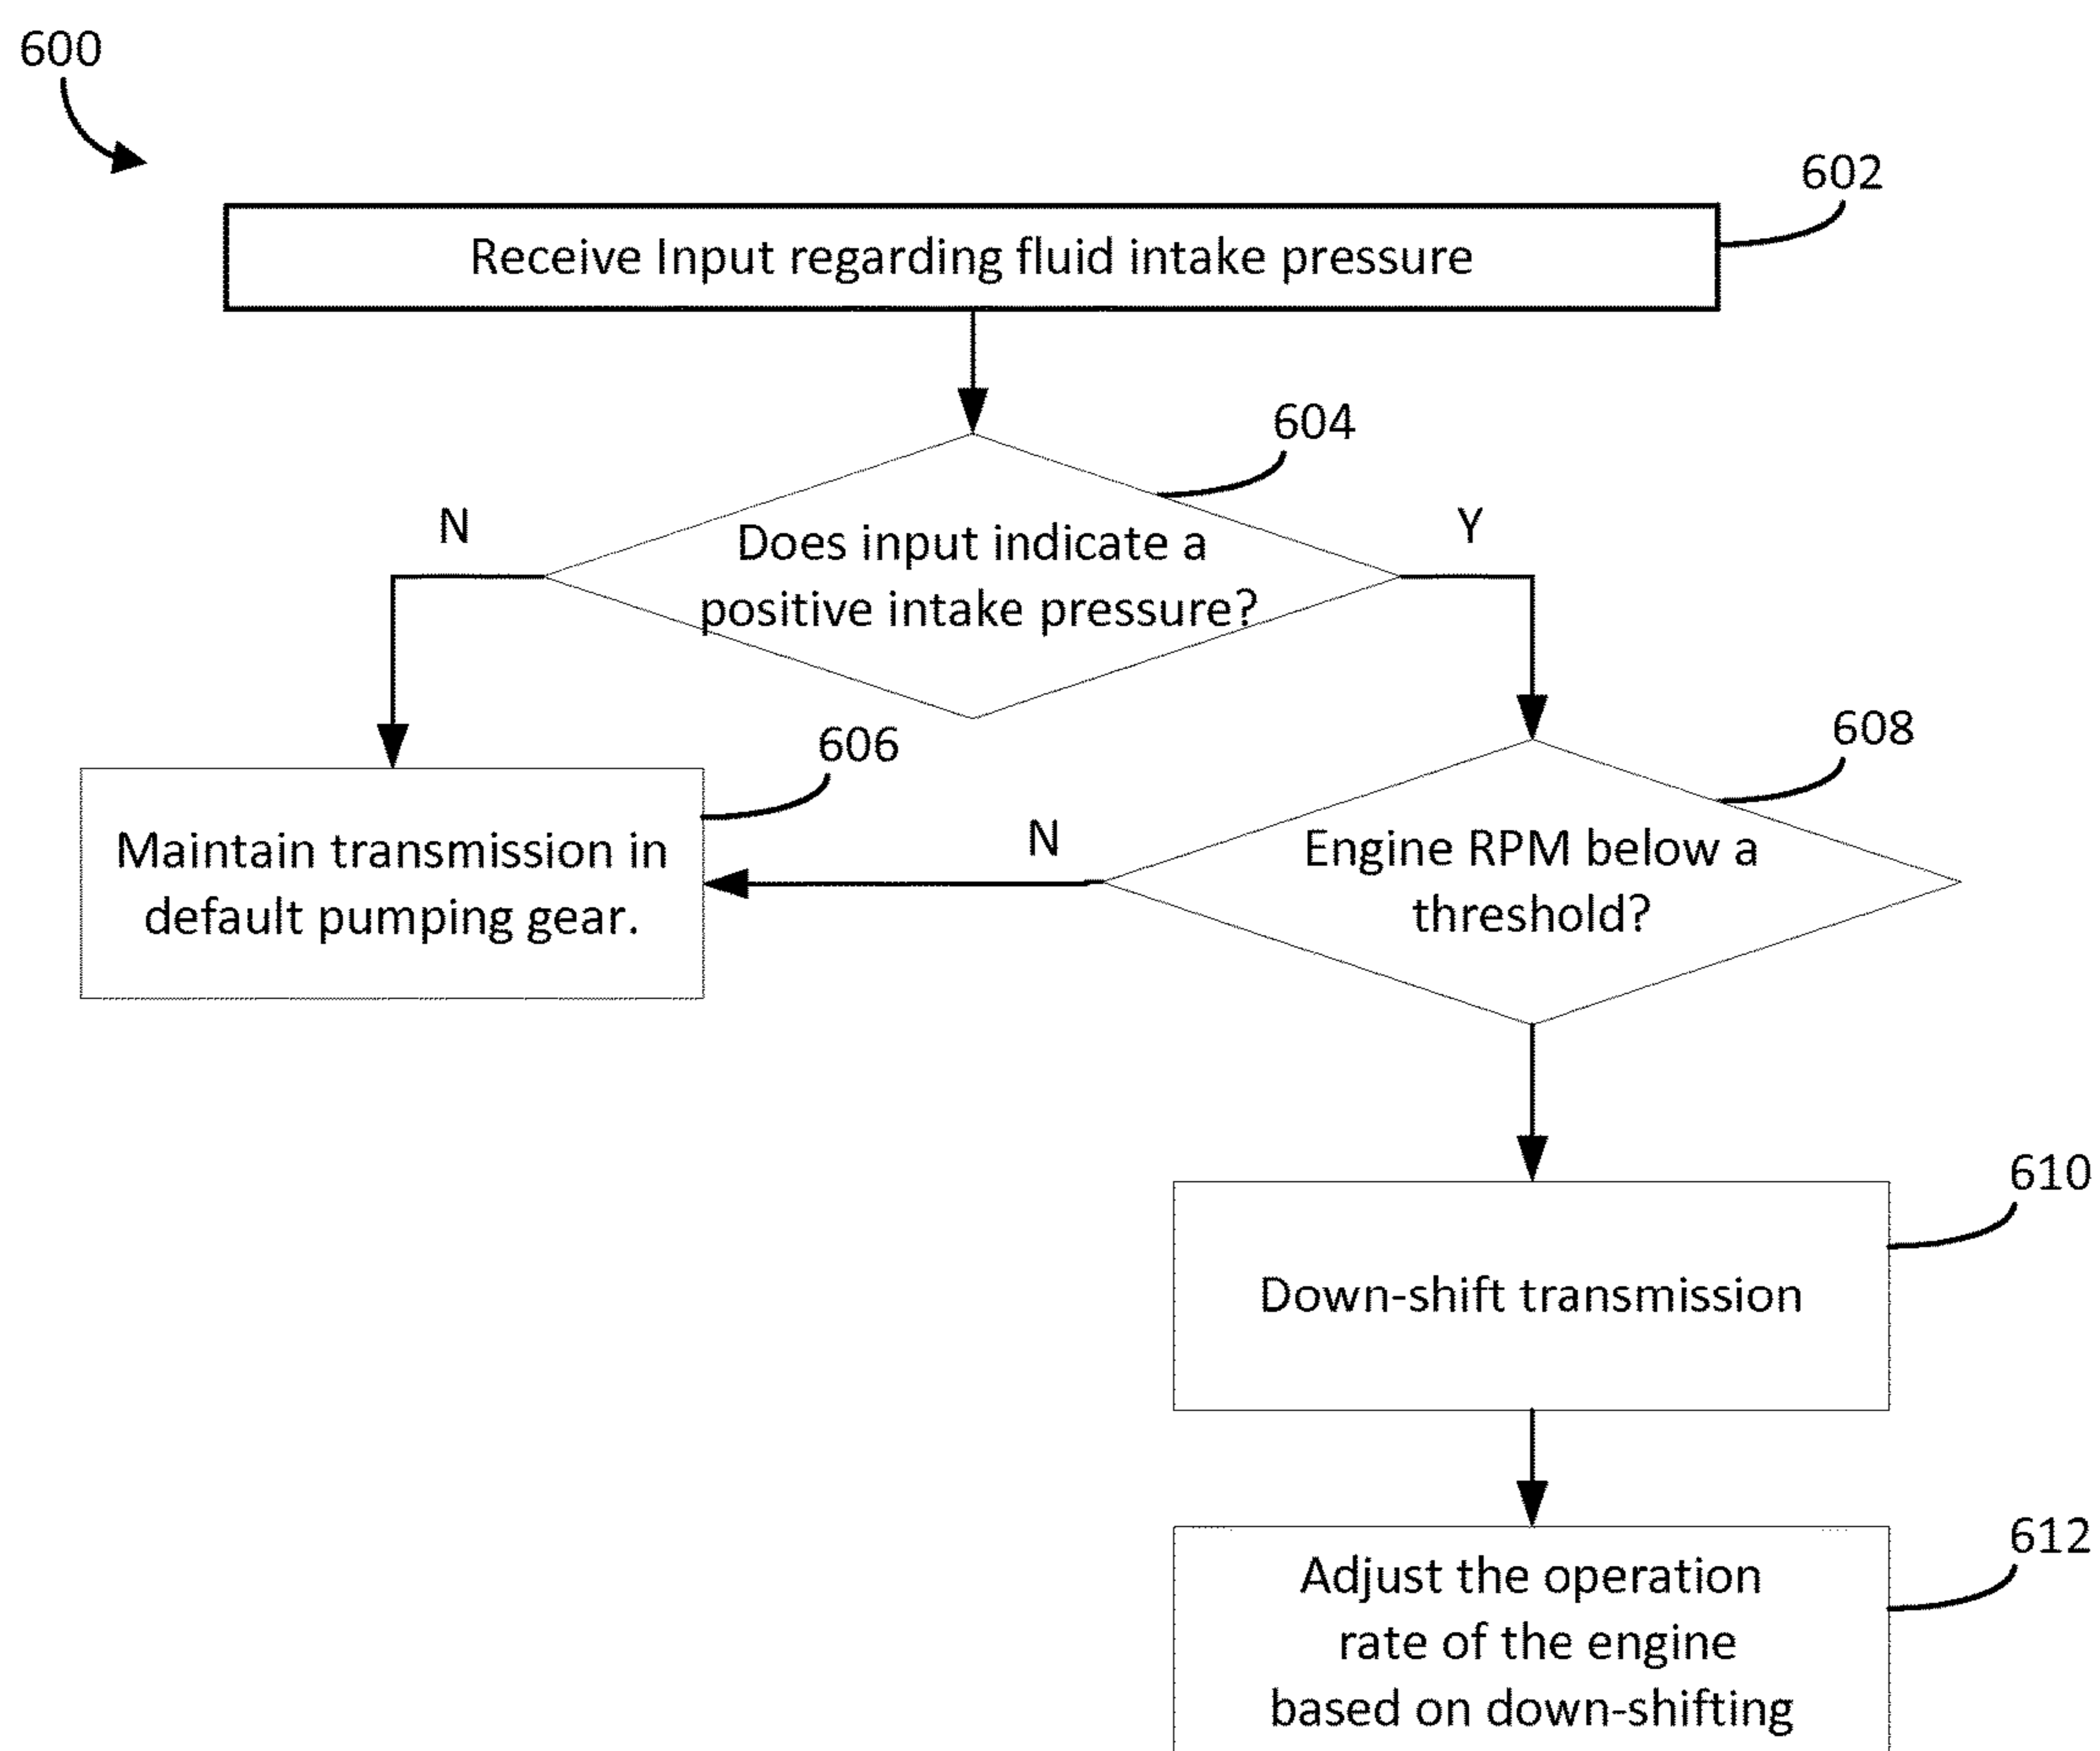 600
602
Receive Input regarding fluid intake pressure
604
N
Y
Does input indicate a
positive intake pressure?
606
608
Maintain transmission in
default pumping gear.
N
Engine RPM below a
threshold?
610
Down-shift transmission
612
Adjust the operation
rate of the engine
based on down-shifting